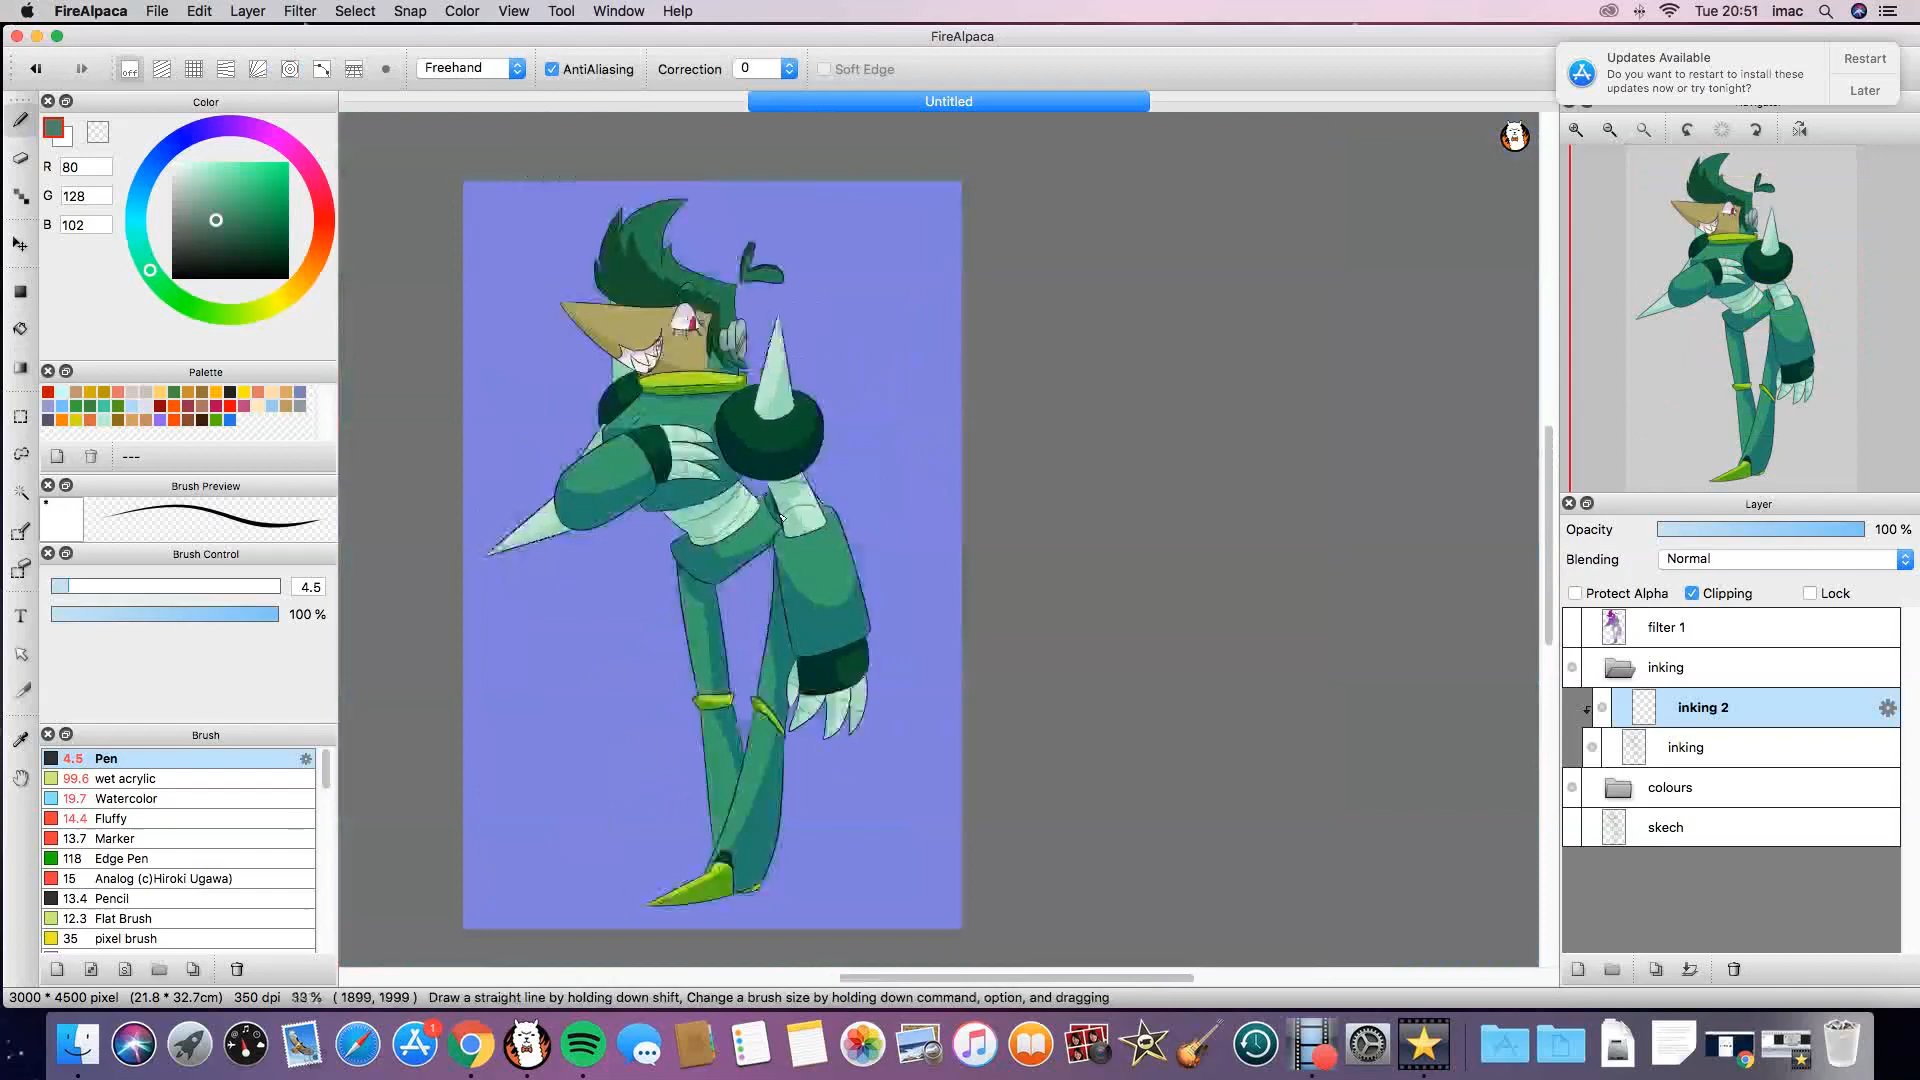 FireAlpaca File Edit Layer Filter Select Snap Color View Tool Window Help Tue 20:51 imac
FireAlpaca
off Freehand AntiAliasing Correction 0 Soft Edge
Updates Available
Do you want to restart to install these
updates now or try tonight?
Restart
Later
Untitled
Color
R 80
G 128
B 102
Palette
---
Brush Preview
*
Brush Control
4.5
100 %
Brush
4.5 Pen
99.6 wet acrylic
19.7 Watercolor
14.4 Fluffy
13.7 Marker
118 Edge Pen
15 Analog (c)Hiroki Ugawa)
13.4 Pencil
12.3 Flat Brush
35 pixel brush
Layer
Opacity 100 %
Blending Normal
Protect Alpha Clipping Lock
filter 1
inking
inking 2
inking
colours
skech
3000 * 4500 pixel (21.8 * 32.7cm) 350 dpi 33 % ( 1899, 1999 ) Draw a straight line by holding down shift, Change a brush size by holding down command, option, and dragging
1